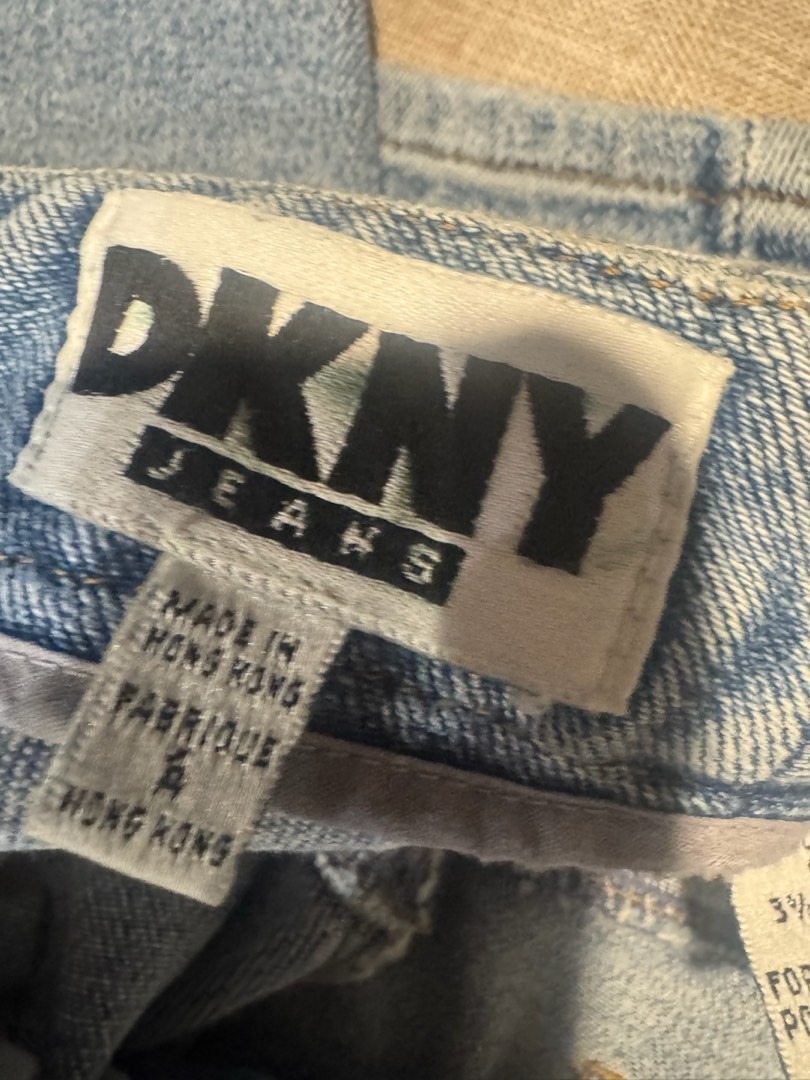 DKNY
JEANS
MADE IN
HONG KONG
FABRIQUE
À
HONG KONG